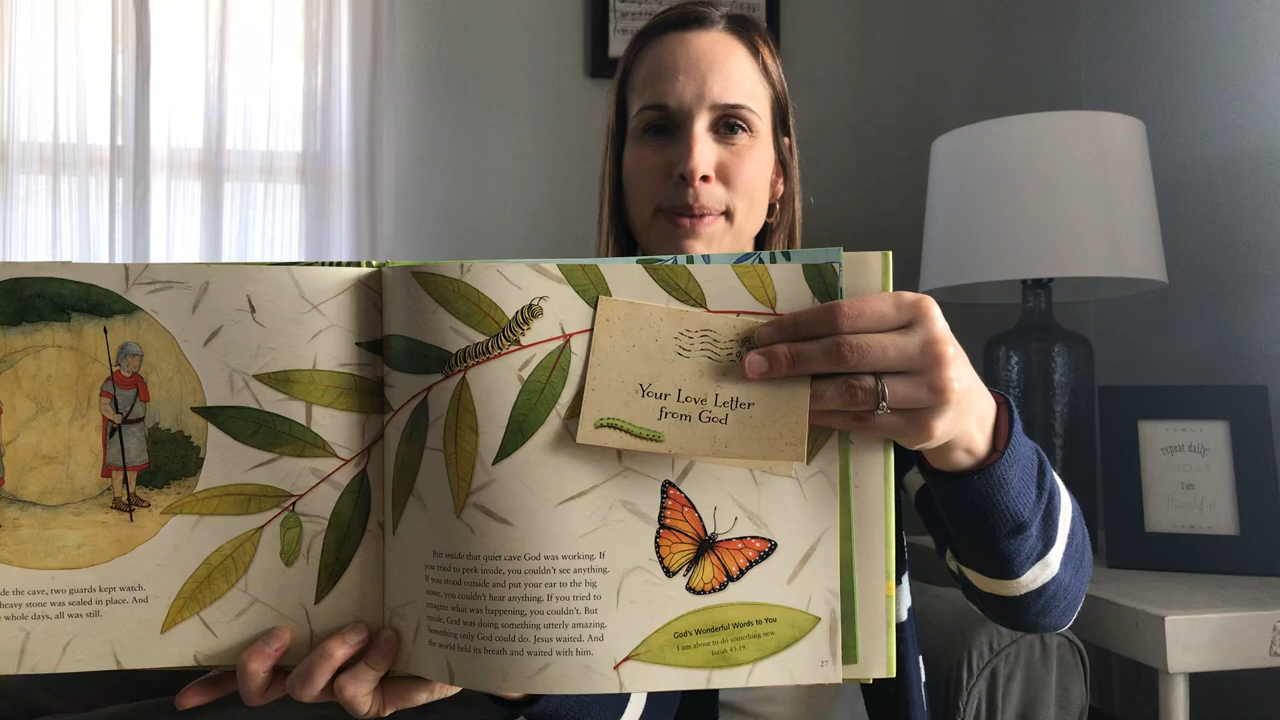 de the cave, two guards kept watch.
heavy stone was sealed in place. And
whole days, all was still.
Your Love Letter
from God
But inside that quiet cave God was working. If
you tried to peek inside, you couldn't see anything.
If you stood outside and put your ear to the big
stone, you couldn't hear anything. If you tried to
imagine what was happening, you couldn't. But
inside, God was doing something utterly amazing.
Something only God could do. Jesus waited. And
the world held its breath and waited with him.
God's Wonderful Words to You
I am about to do something new.
Isaiah 43:19
27
repeat daily:
I am
thankful